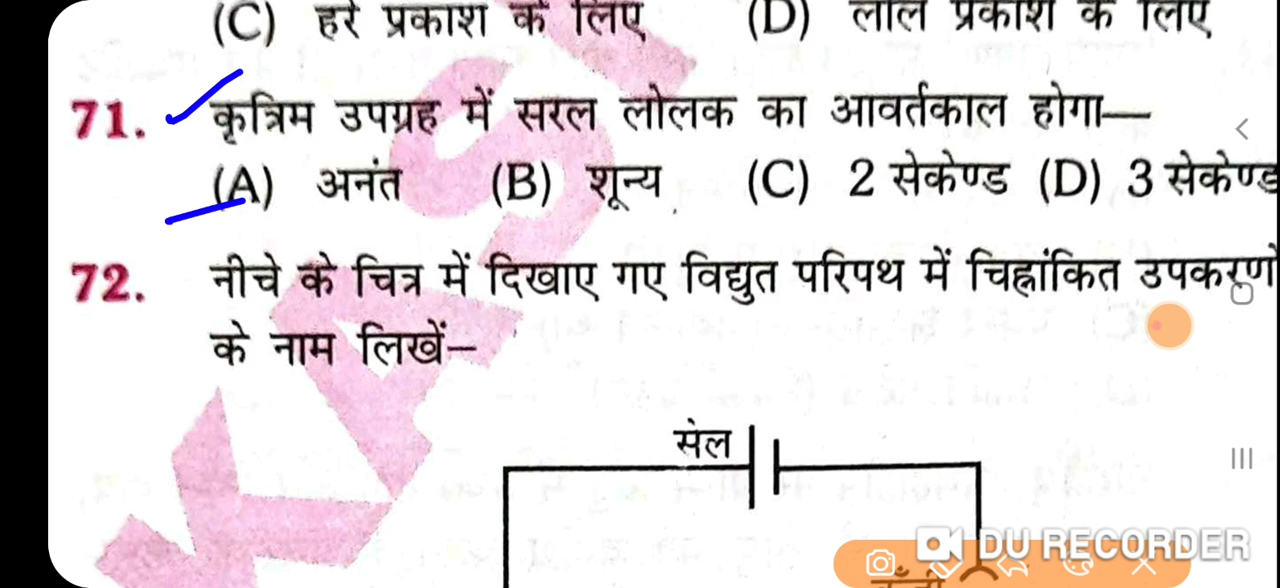 (C) हरे प्रकाश के लिए (D) लाल प्रकाश के लिए
71. कृत्रिम उपग्रह में सरल लोलक का आवर्तकाल होगा—
(A) अनंत (B) शून्य (C) 2 सेकेण्ड (D) 3 सेकेण्ड
72. नीचे के चित्र में दिखाए गए विद्युत परिपथ में चिह्नांकित उपकरणों
के नाम लिखें–
सेल
DU RECORDER